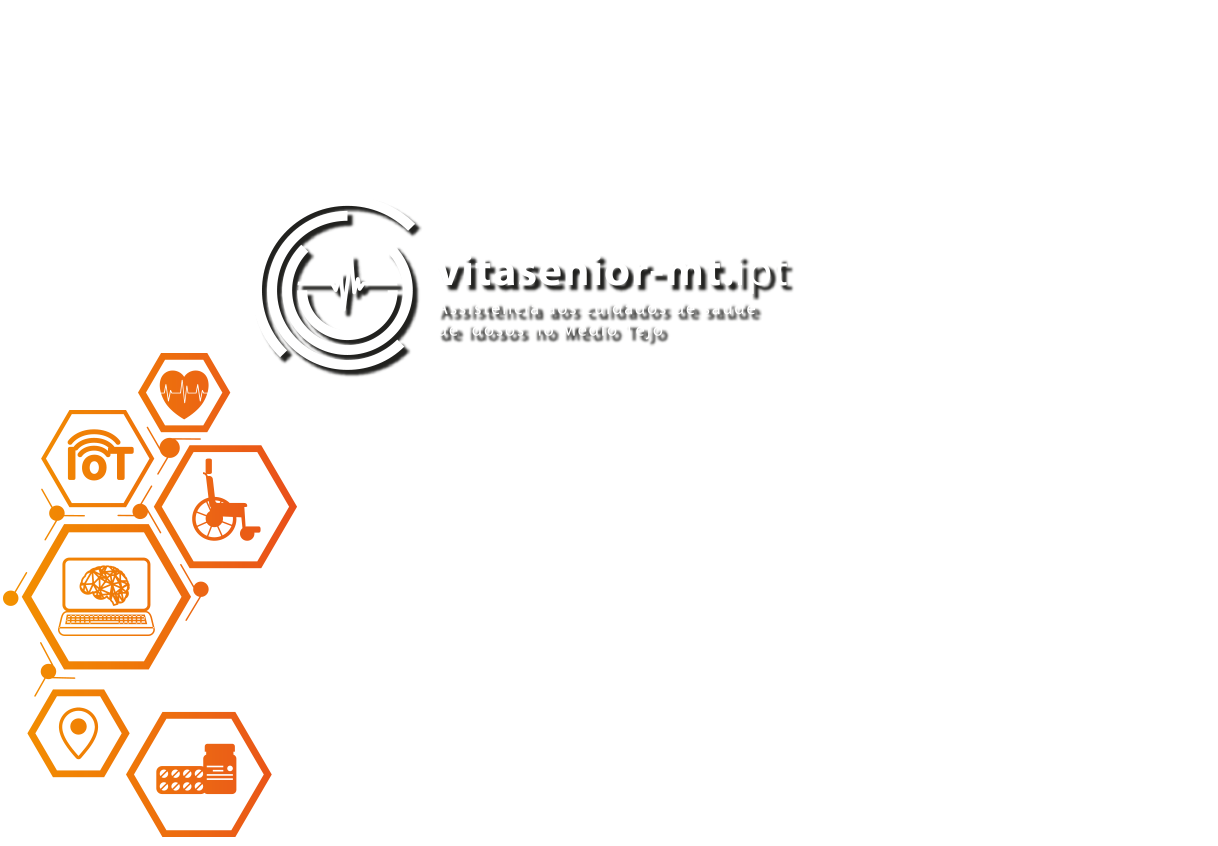 vitasenior-mt.ipt
Assistência aos cuidados de saúde
de idosos no Médio Tejo
IoT